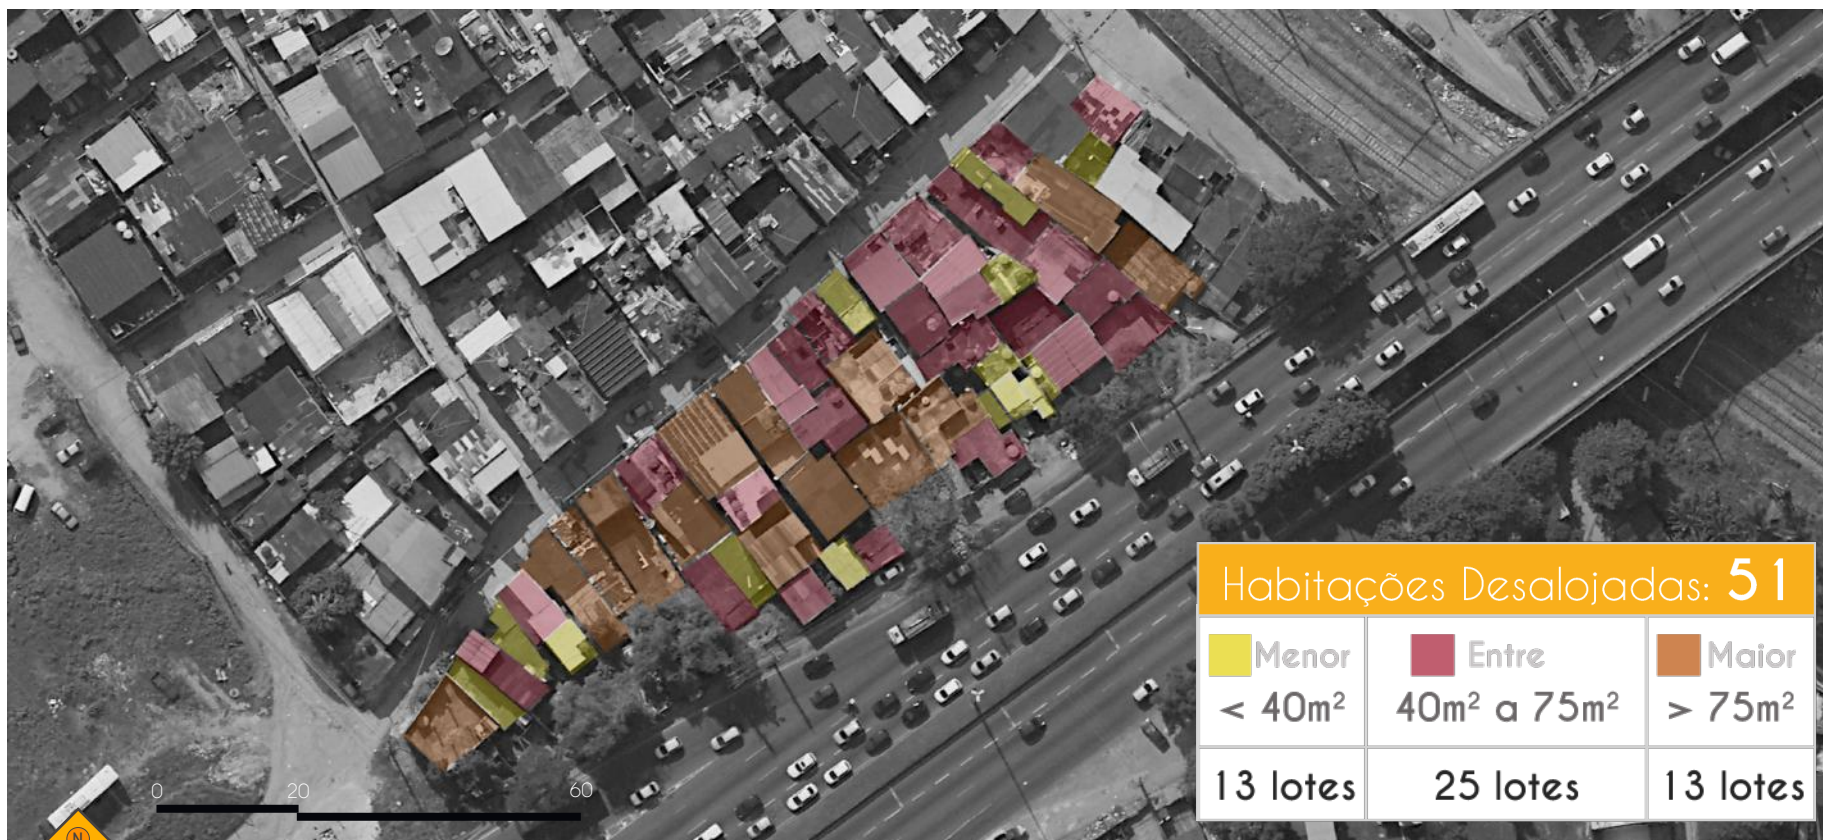 Habitações Desalojadas: 51
Menor
< 40m²
Entre
40m² a 75m²
Maior
> 75m²
13 lotes
25 lotes
13 lotes
0 20 60
N